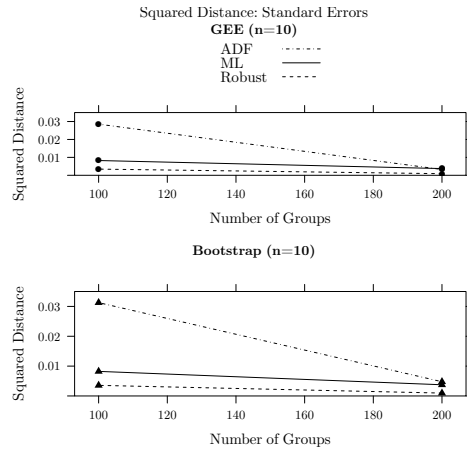 Squared Distance: Standard Errors
GEE (n=10)
ADF
ML
Robust
Squared Distance
0.03
0.02
0.01
100 120 140 160 180 200
Number of Groups
Bootstrap (n=10)
Squared Distance
0.03
0.02
0.01
100 120 140 160 180 200
Number of Groups